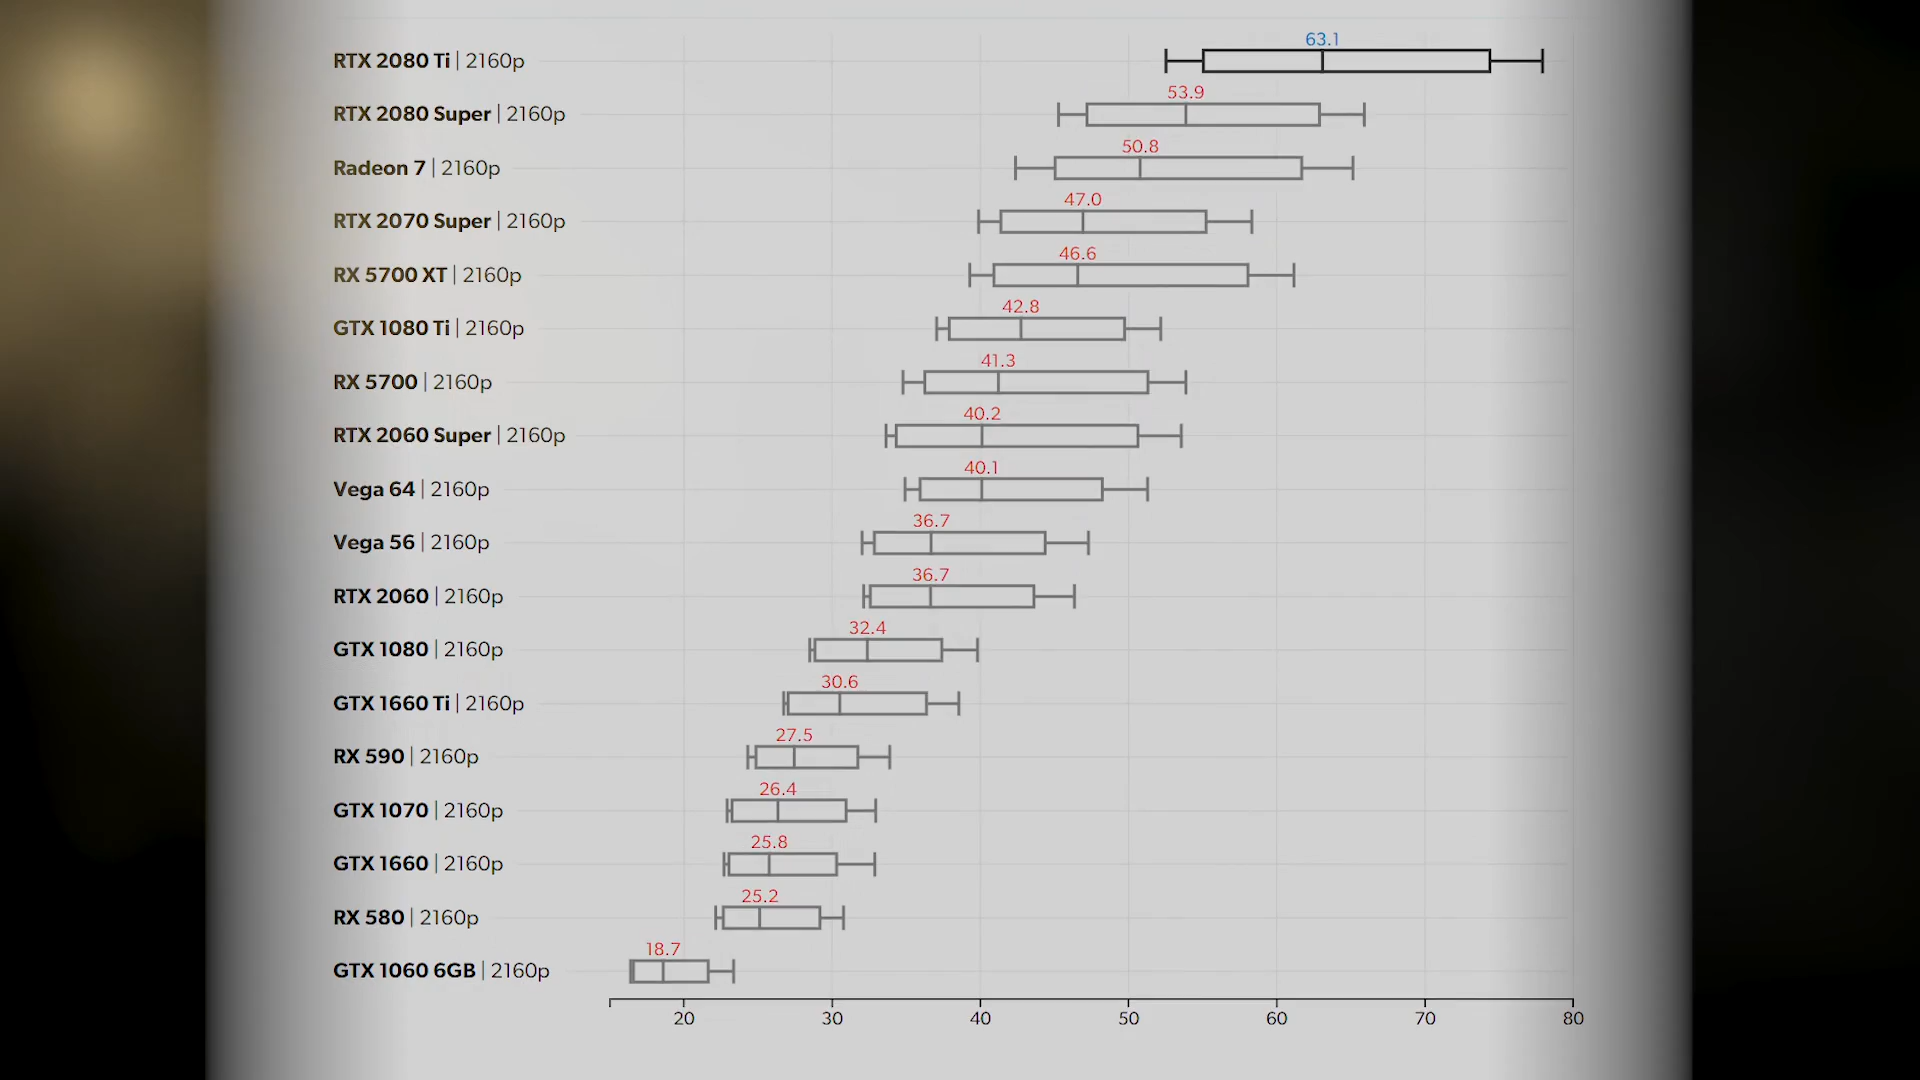 63.1
RTX 2080 Ti | 2160p
53.9
RTX 2080 Super | 2160p
50.8
Radeon 7 | 2160p
47.0
RTX 2070 Super | 2160p
46.6
RX 5700 XT | 2160p
42.8
GTX 1080 Ti | 2160p
41.3
RX 5700 | 2160p
40.2
RTX 2060 Super | 2160p
40.1
Vega 64 | 2160p
36.7
Vega 56 | 2160p
36.7
RTX 2060 | 2160p
32.4
GTX 1080 | 2160p
30.6
GTX 1660 Ti | 2160p
27.5
RX 590 | 2160p
26.4
GTX 1070 | 2160p
25.8
GTX 1660 | 2160p
25.2
RX 580 | 2160p
18.7
GTX 1060 6GB | 2160p
20 30 40 50 60 70 80